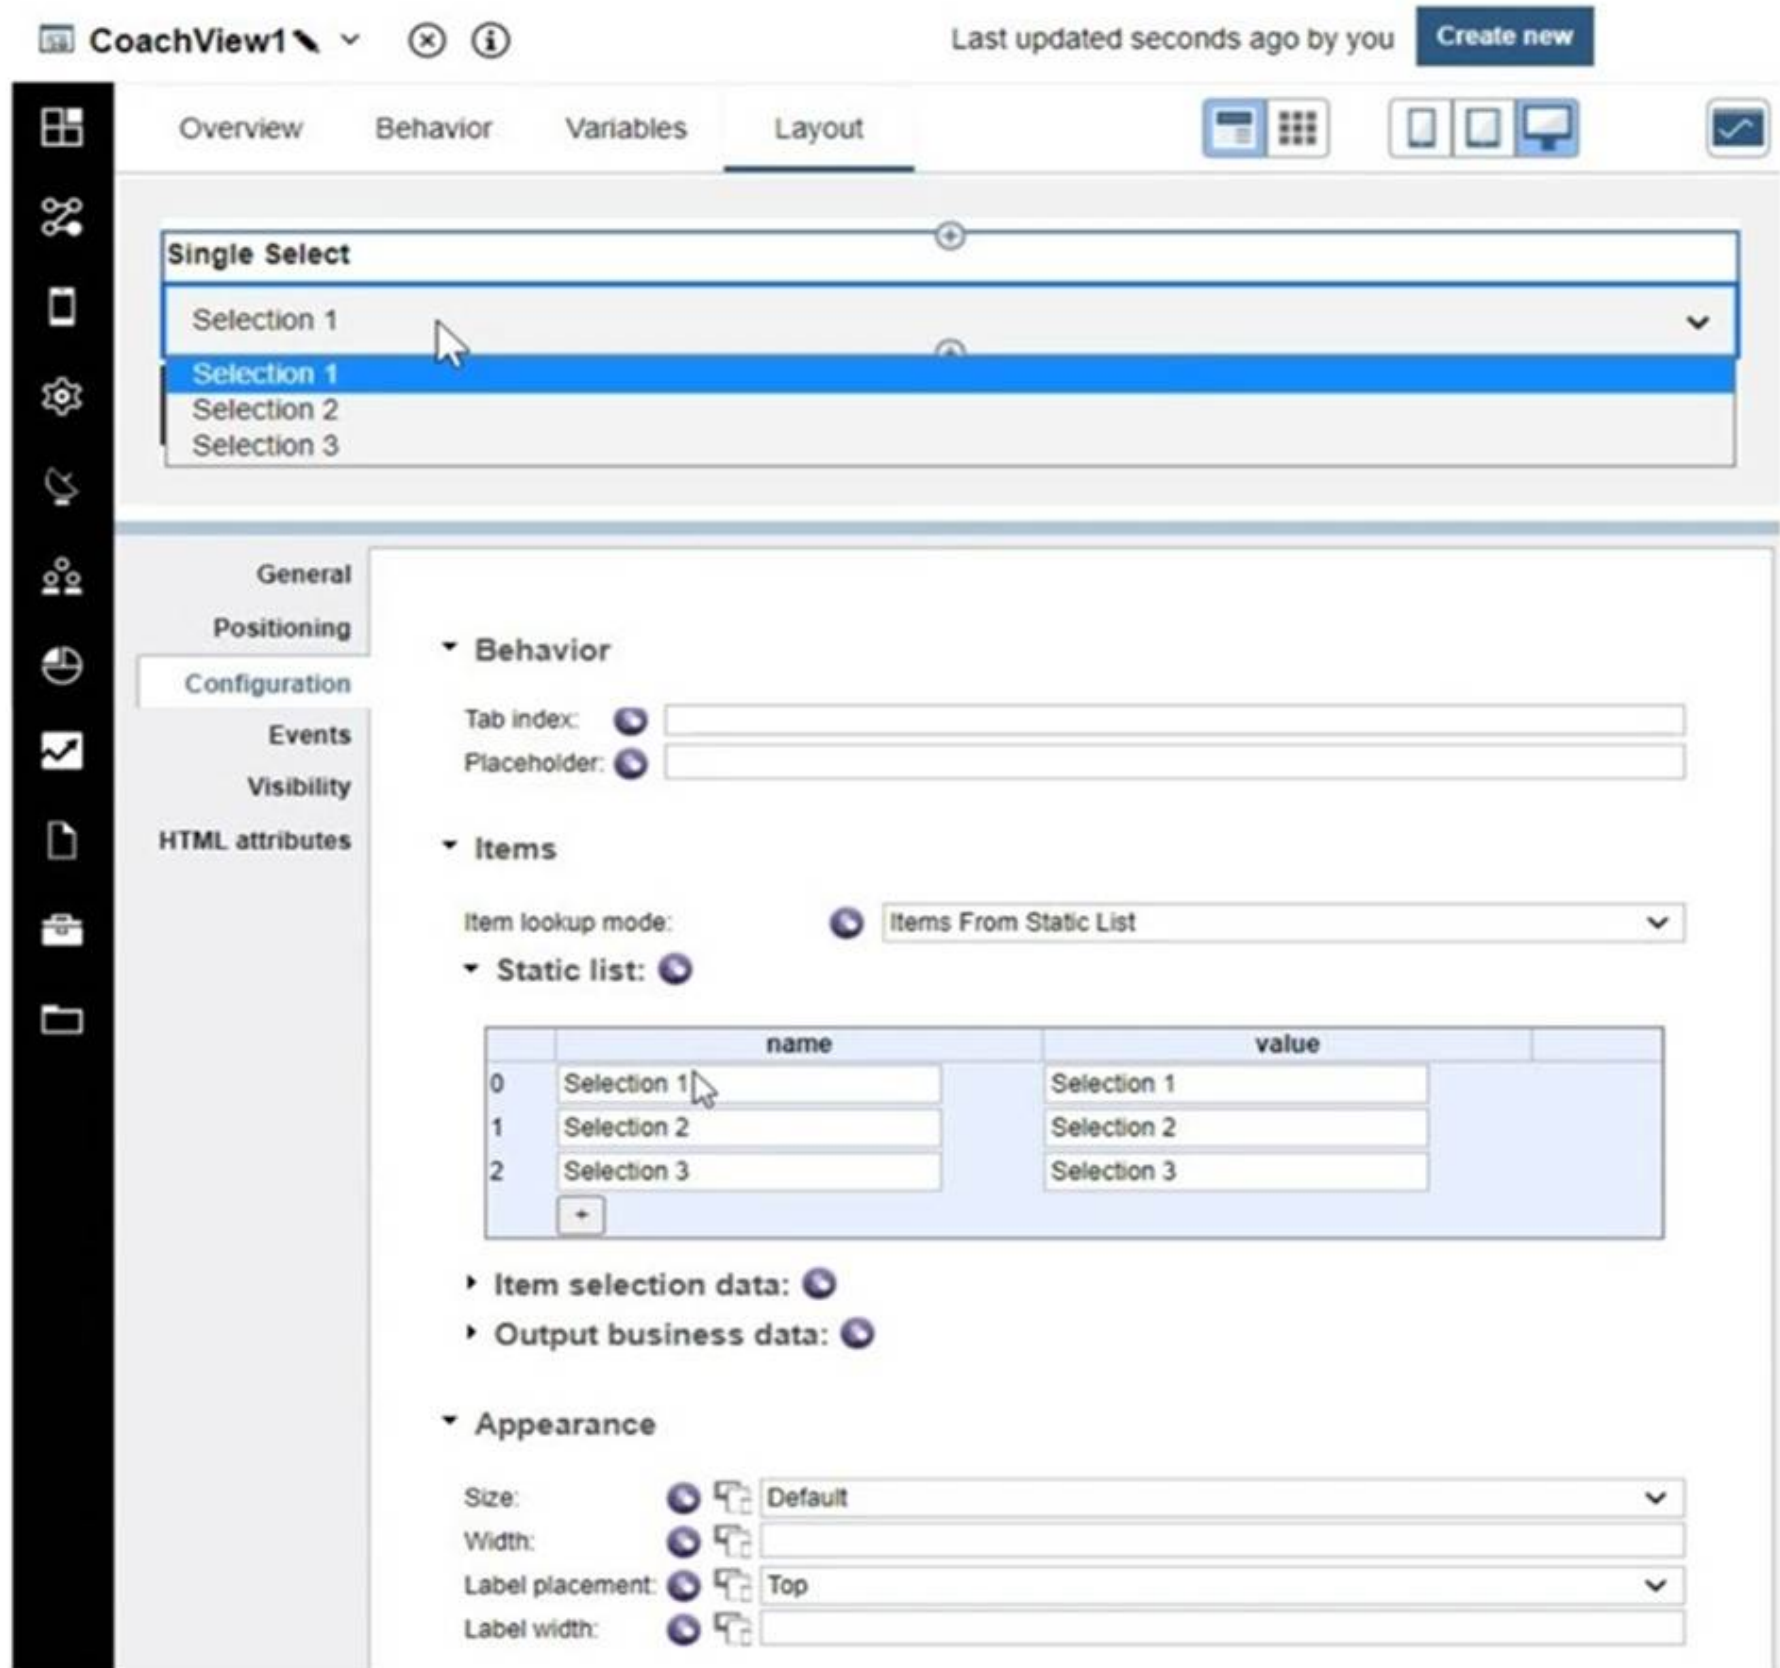 CoachView1
Last updated seconds ago by you
Create new
Overview
Behavior
Variables
Layout
Single Select
Selection 1
Selection 1
Selection 2
Selection 3
General
Positioning
Configuration
Events
Visibility
HTML attributes
Behavior
Tab index:
Placeholder:
Items
Item lookup mode:
Items From Static List
Static list:
name
value
0
Selection 1
Selection 1
1
Selection 2
Selection 2
2
Selection 3
Selection 3
+
Item selection data:
Output business data:
Appearance
Size:
Default
Width:
Label placement:
Top
Label width: